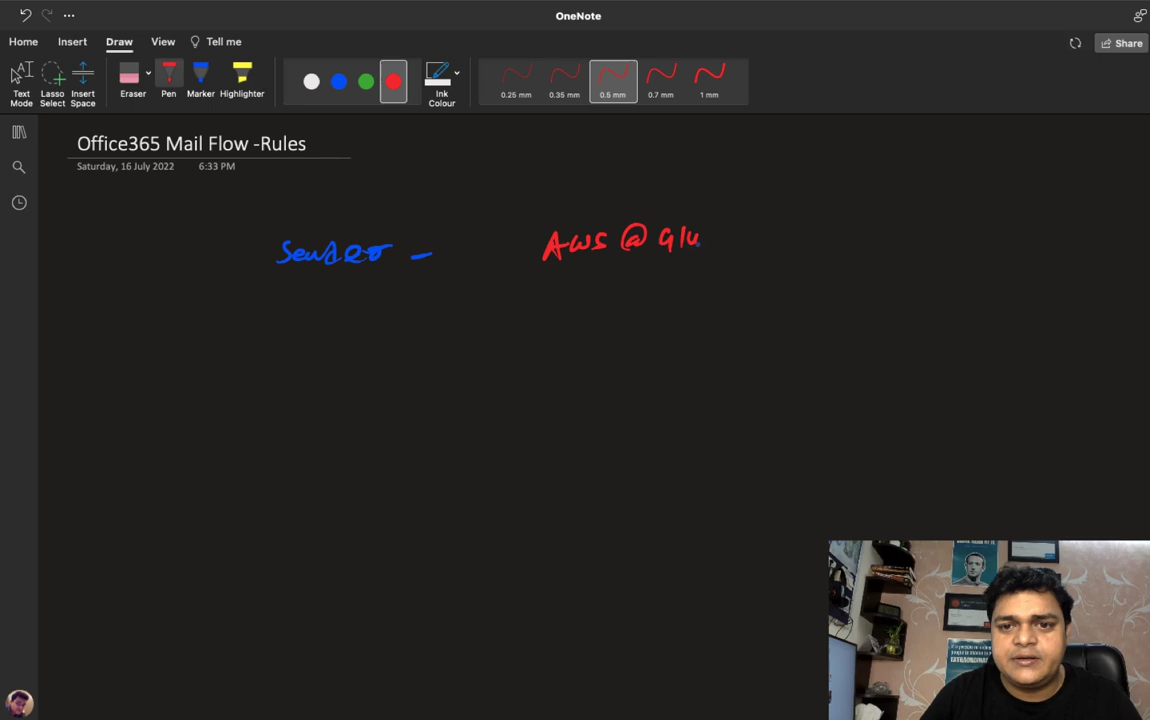 OneNote
Home Insert Draw View Tell me
Share
Text Mode
Lasso Select
Insert Space
Eraser
Pen
Marker
Highlighter
Ink Colour
0.25 mm
0.35 mm
0.5 mm
0.7 mm
1 mm
Office365 Mail Flow -Rules
Saturday, 16 July 2022 6:33 PM
Sender - Aws @ glu